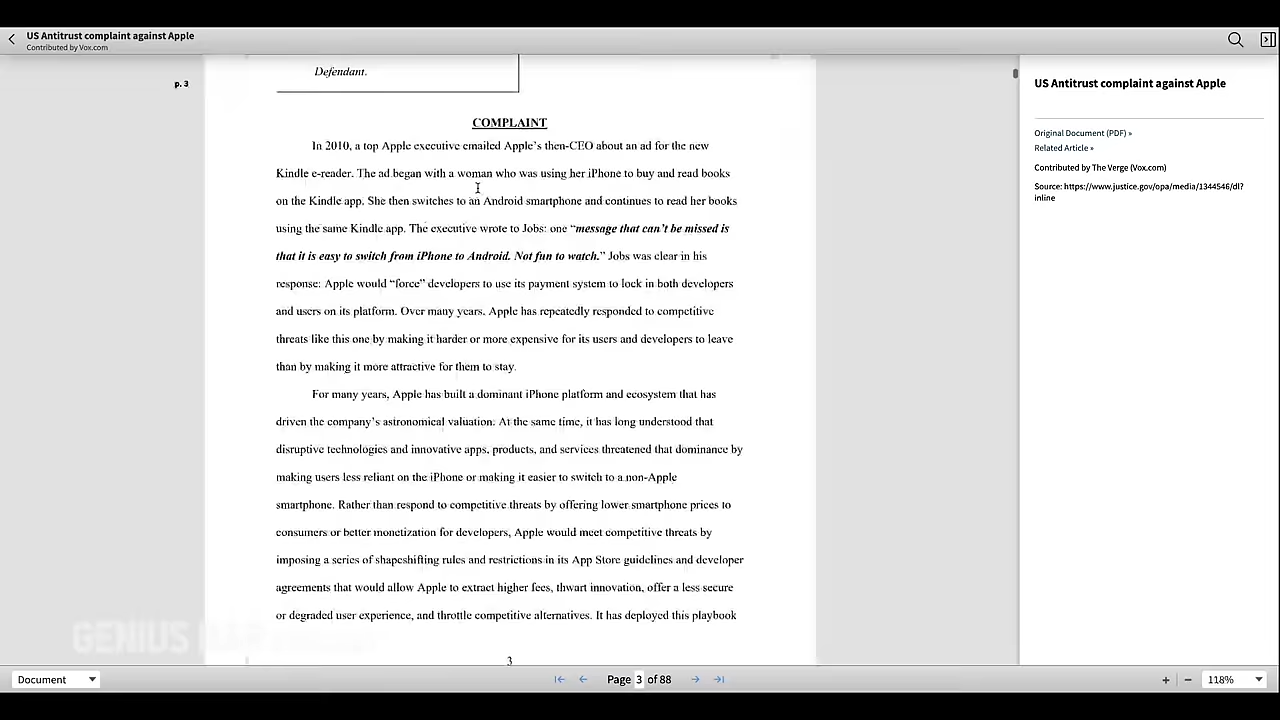 US Antitrust complaint against Apple
Contributed by Vox.com
p. 3
Defendant.
COMPLAINT
In 2010, a top Apple executive emailed Apple's then-CEO about an ad for the new
Kindle e-reader. The ad began with a woman who was using her iPhone to buy and read books
on the Kindle app. She then switches to an Android smartphone and continues to read her books
using the same Kindle app. The executive wrote to Jobs: one “message that can't be missed is
that it is easy to switch from iPhone to Android. Not fun to watch.” Jobs was clear in his
response: Apple would “force” developers to use its payment system to lock in both developers
and users on its platform. Over many years, Apple has repeatedly responded to competitive
threats like this one by making it harder or more expensive for its users and developers to leave
than by making it more attractive for them to stay.
For many years, Apple has built a dominant iPhone platform and ecosystem that has
driven the company's astronomical valuation. At the same time, it has long understood that
disruptive technologies and innovative apps, products, and services threatened that dominance by
making users less reliant on the iPhone or making it easier to switch to a non-Apple
smartphone. Rather than respond to competitive threats by offering lower smartphone prices to
consumers or better monetization for developers, Apple would meet competitive threats by
imposing a series of shapeshifting rules and restrictions in its App Store guidelines and developer
agreements that would allow Apple to extract higher fees, thwart innovation, offer a less secure
or degraded user experience, and throttle competitive alternatives. It has deployed this playbook
3
US Antitrust complaint against Apple
Original Document (PDF) »
Related Article »
Contributed by The Verge (Vox.com)
Source: https://www.justice.gov/opa/media/1344546/dl?
inline
GENIUS
Document
Page 3 of 88
118%